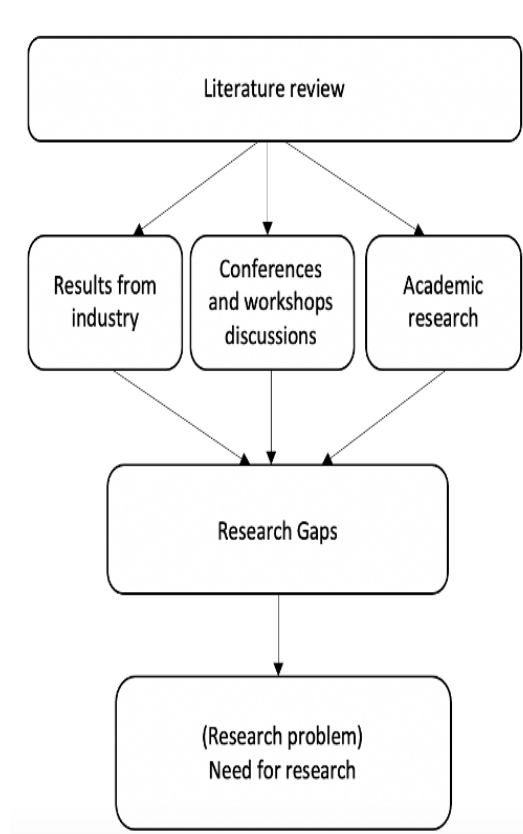 Literature review
Results from
industry
Conferences
and workshops
discussions
Academic
research
Research Gaps
(Research problem)
Need for research